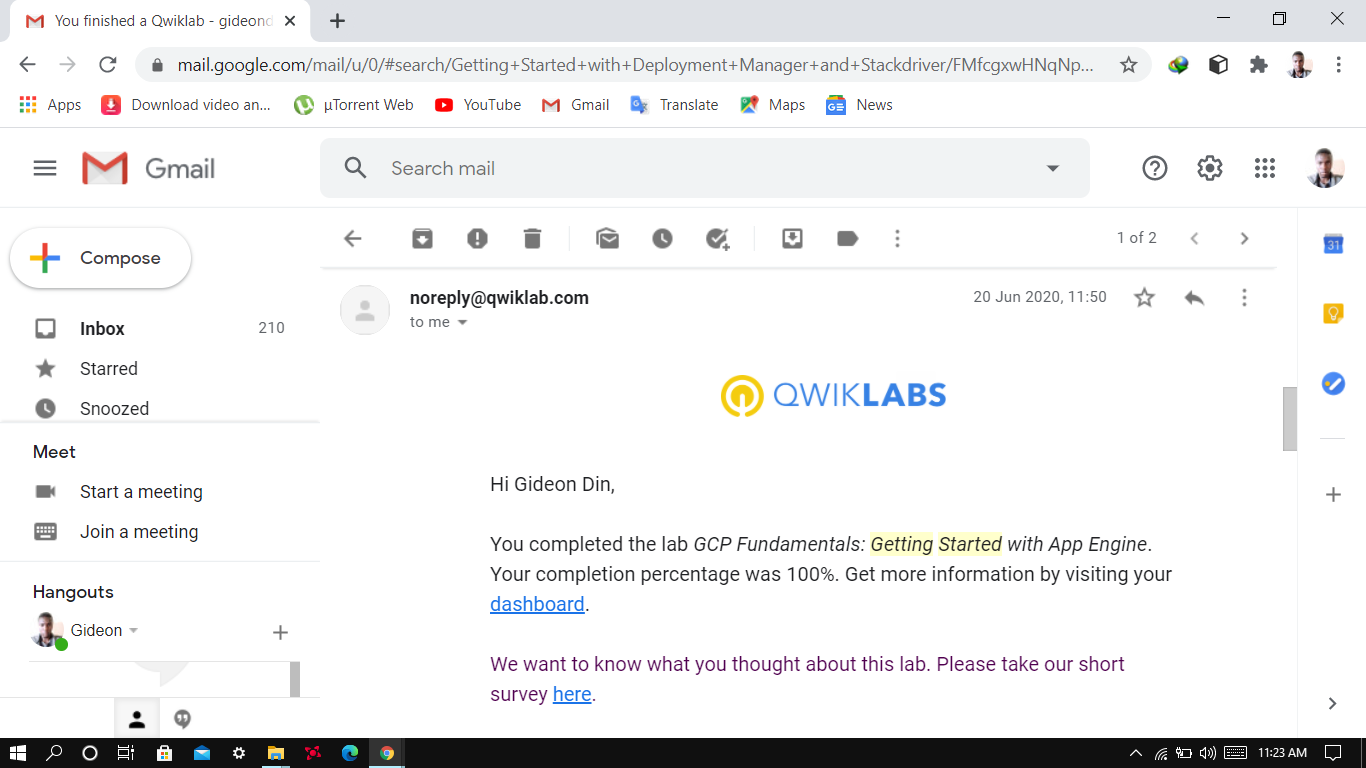 You finished a Qwiklab - gideond
mail.google.com/mail/u/0/#search/Getting+Started+with+Deployment+Manager+and+Stackdriver/FMfcgxwHNqNp...
Apps
Download video an...
µTorrent Web
YouTube
Gmail
Translate
Maps
News
Gmail
Search mail
Compose
1 of 2
31
Inbox 210
Starred
Snoozed
Meet
Start a meeting
Join a meeting
Hangouts
Gideon
noreply@qwiklab.com
20 Jun 2020, 11:50
to me
QWIKLABS
Hi Gideon Din,
You completed the lab GCP Fundamentals: Getting Started with App Engine.
Your completion percentage was 100%. Get more information by visiting your
dashboard.
We want to know what you thought about this lab. Please take our short
survey here.
11:23 AM